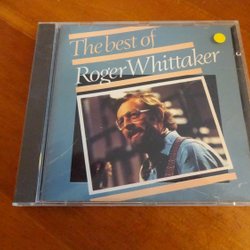 The best of
Roger Whittaker